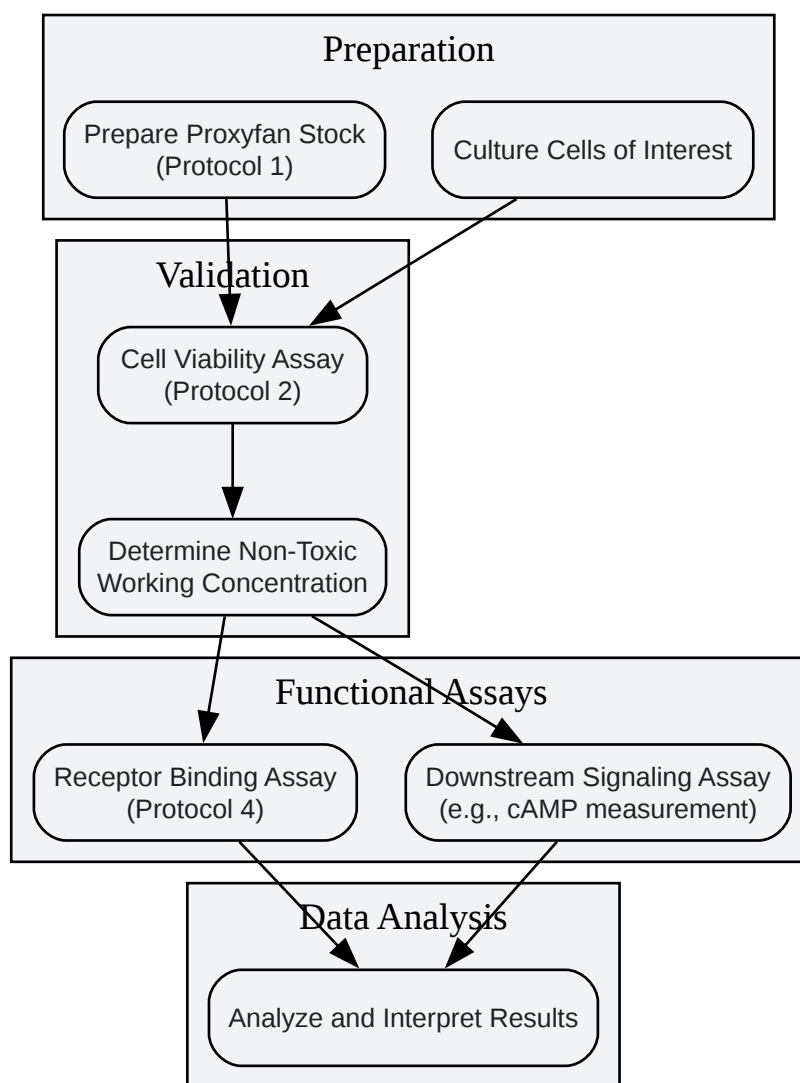 Preparation
Prepare Proxyfan Stock
(Protocol 1)
Culture Cells of Interest
Validation
Cell Viability Assay
(Protocol 2)
Determine Non-Toxic
Working Concentration
Functional Assays
Receptor Binding Assay
(Protocol 4)
Downstream Signaling Assay
(e.g., cAMP measurement)
Data Analysis
Analyze and Interpret Results